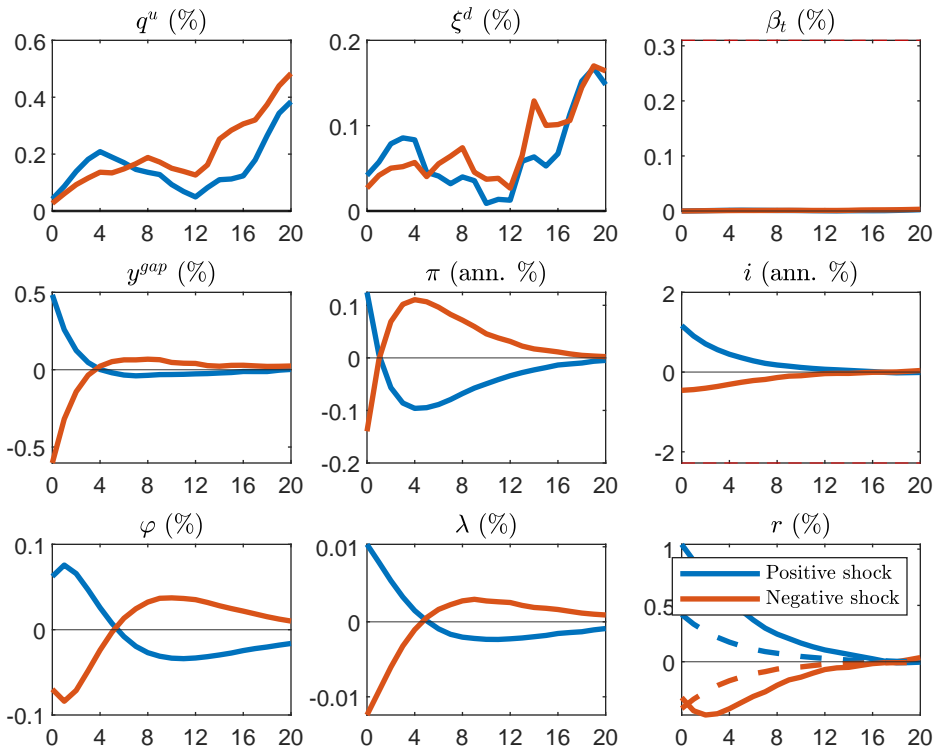 q^u (%)
0.6
0.4
0.2
0
0 4 8 12 16 20
ξ^d (%)
0.2
0.1
0
0 4 8 12 16 20
β_t (%)
0.3
0.2
0.1
0
0 4 8 12 16 20
y^{gap} (%)
0.5
0
-0.5
0 4 8 12 16 20
π (ann. %)
0.1
0
-0.1
-0.2
0 4 8 12 16 20
i (ann. %)
2
0
-2
0 4 8 12 16 20
φ (%)
0.1
0
-0.1
0 4 8 12 16 20
λ (%)
0.01
0
-0.01
0 4 8 12 16 20
r (%)
1
0.5
0
0 4 8 12 16 20
Positive shock
Negative shock